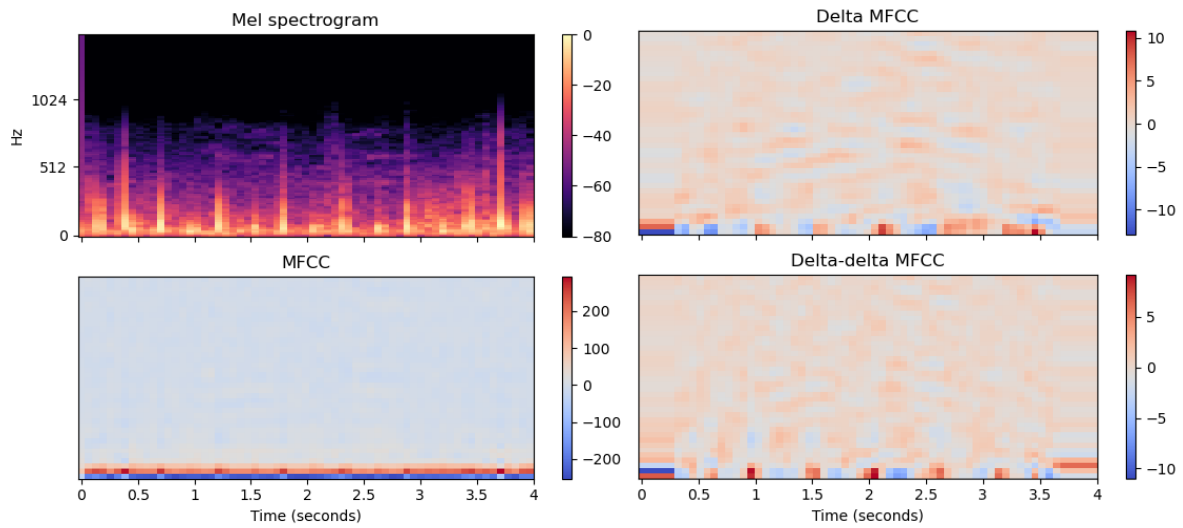 Mel spectrogram
Hz
1024
512
0
0
−20
−40
−60
−80
Delta MFCC
10
5
0
−5
−10
MFCC
200
100
0
−100
−200
0 0.5 1 1.5 2 2.5 3 3.5 4
Time (seconds)
Delta-delta MFCC
5
0
−5
−10
0 0.5 1 1.5 2 2.5 3 3.5 4
Time (seconds)